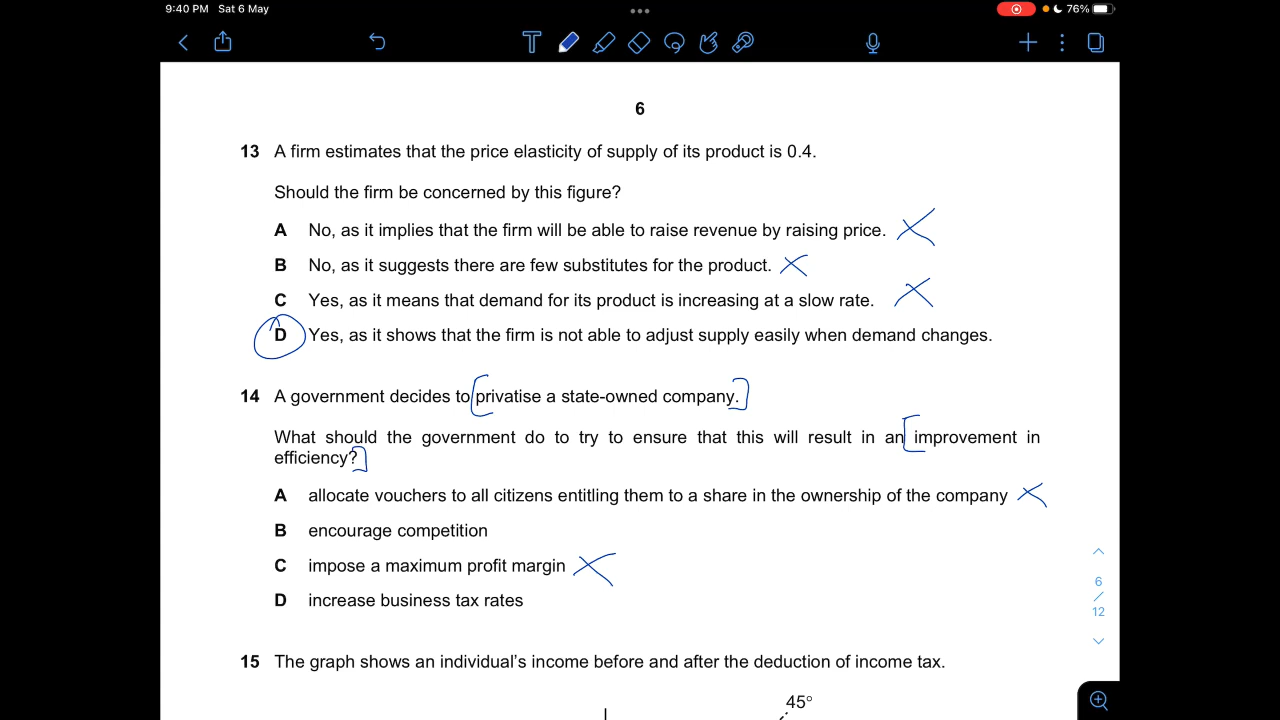 9:40 PM Sat 6 May
76%
6
13 A firm estimates that the price elasticity of supply of its product is 0.4.
Should the firm be concerned by this figure?
A No, as it implies that the firm will be able to raise revenue by raising price.
B No, as it suggests there are few substitutes for the product.
C Yes, as it means that demand for its product is increasing at a slow rate.
D Yes, as it shows that the firm is not able to adjust supply easily when demand changes.
14 A government decides to privatise a state-owned company.
What should the government do to try to ensure that this will result in an improvement in
efficiency?
A allocate vouchers to all citizens entitling them to a share in the ownership of the company
B encourage competition
C impose a maximum profit margin
D increase business tax rates
6
/
12
15 The graph shows an individual's income before and after the deduction of income tax.
45°